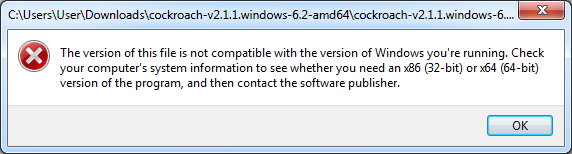 C:\Users\User\Downloads\cockroach-v2.1.1.windows-6.2-amd64\cockroach-v2.1.1.windows-6....
The version of this file is not compatible with the version of Windows you're running. Check
your computer's system information to see whether you need an x86 (32-bit) or x64 (64-bit)
version of the program, and then contact the software publisher.
OK